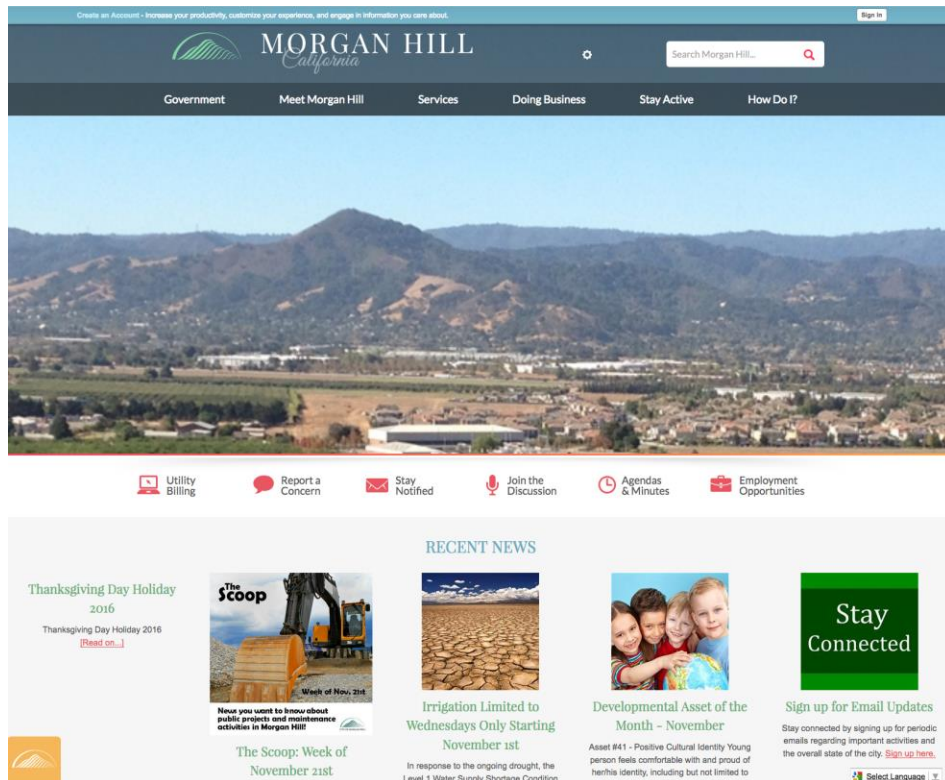 Create an Account - Increase your productivity, customize your experience, and engage in information you care about.
Sign In
MORGAN HILL
California
Search Morgan Hill...
Government
Meet Morgan Hill
Services
Doing Business
Stay Active
How Do I?
Utility
Billing
Report a
Concern
Stay
Notified
Join the
Discussion
Agendas
& Minutes
Employment
Opportunities
RECENT NEWS
Thanksgiving Day Holiday
2016
Thanksgiving Day Holiday 2016
[Read on...]
The
Scoop
Week of Nov, 21st
News you want to know about
public projects and maintenance
activities in Morgan Hill!
The Scoop: Week of
November 21st
Irrigation Limited to
Wednesdays Only Starting
November 1st
In response to the ongoing drought, the
Level 1 Water Supply Shortage Condition
Developmental Asset of the
Month – November
Asset #41 - Positive Cultural Identity Young
person feels comfortable with and proud of
her/his identity, including but not limited to
Stay
Connected
Sign up for Email Updates
Stay connected by signing up for periodic
emails regarding important activities and
the overall state of the city. Sign up here.
Select Language